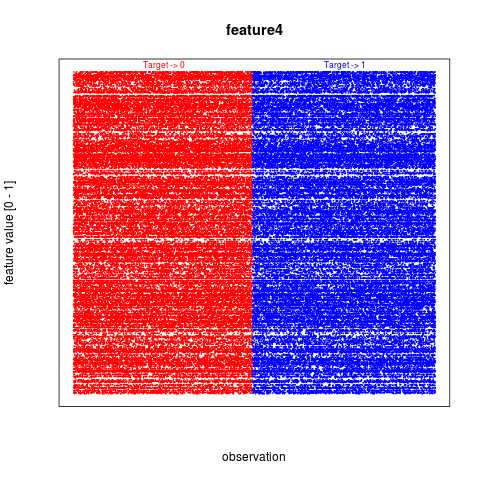 feature4
Target -> 0
Target -> 1
feature value [0 - 1]
observation